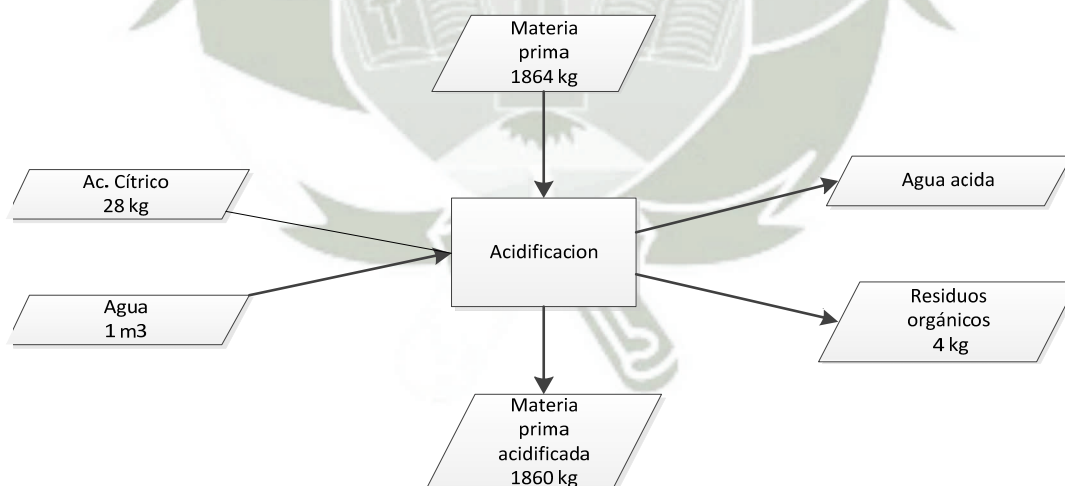 Materia
prima
1864 kg
Ac. Cítrico
28 kg
Agua acida
Acidificacion
Agua
1 m3
Residuos
orgánicos
4 kg
Materia
prima
acidificada
1860 kg